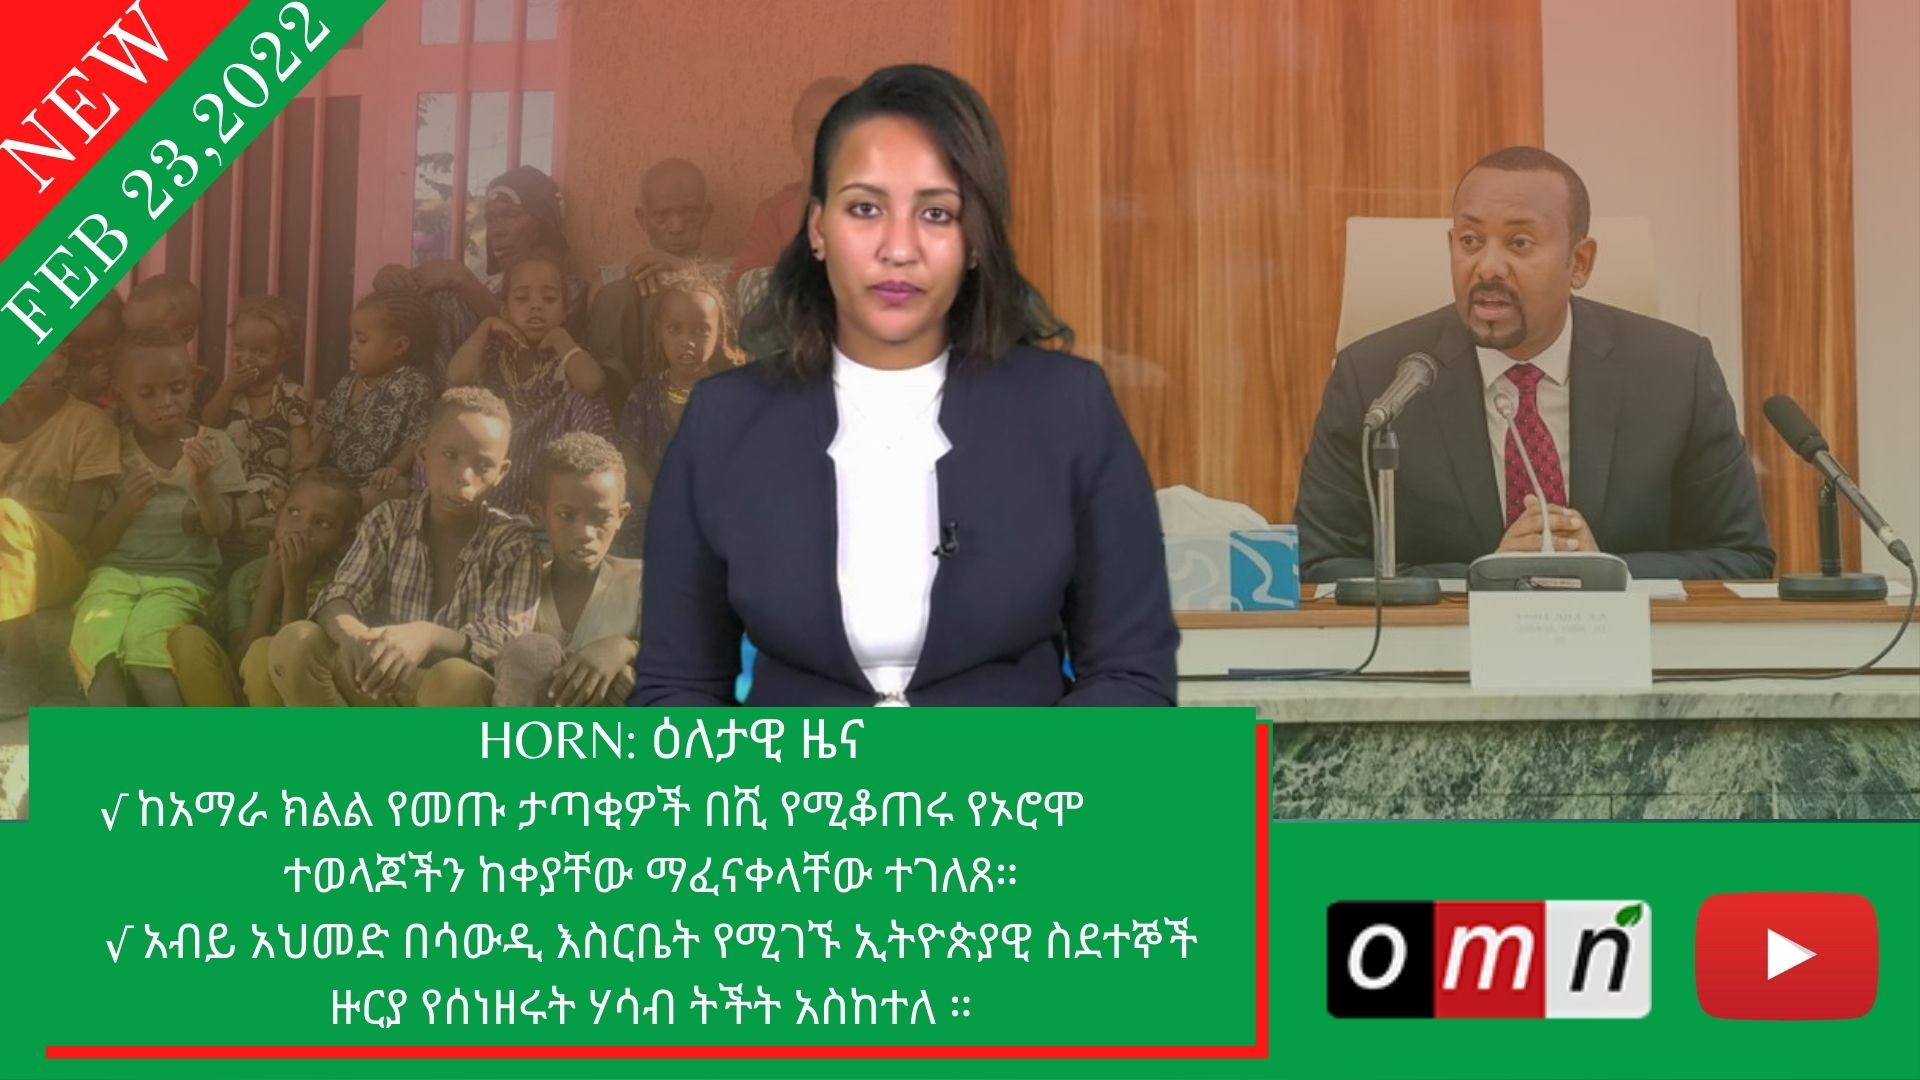 NEW
FEB 23,2022
HORN: ዕለታዊ ዜና
√ ከአማራ ክልል የመጡ ታጣቂዎች በሺ የሚቆጠሩ የኦሮሞ
ተወላጆችን ከቀያቸው ማፈናቀላቸው ተገለጸ።
√ አብይ አህመድ በሳውዲ እስርቤት የሚገኙ ኢትዮጵያዊ ስደተኞች
ዙርያ የሰነዘሩት ሃሳብ ትችት አስከተለ ።
omn